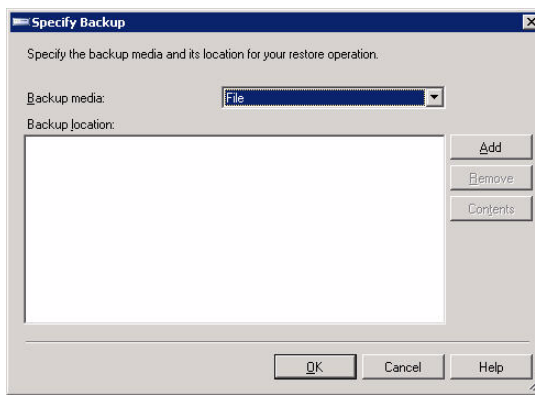 Specify Backup
Specify the backup media and its location for your restore operation.
Backup media:
File
Backup location:
Add
Remove
Contents
OK
Cancel
Help